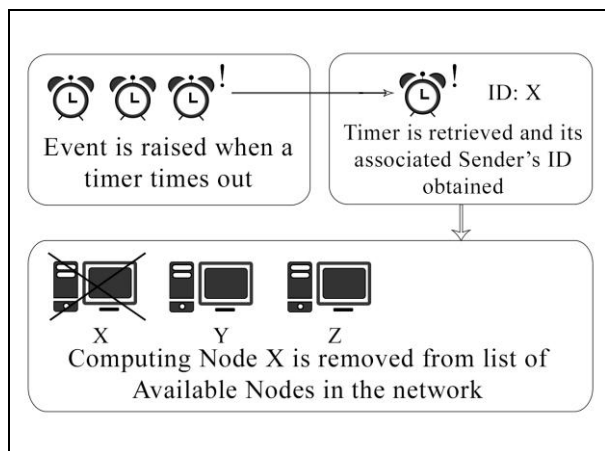 !
Event is raised when a
timer times out
!
ID: X
Timer is retrieved and its
associated Sender's ID
obtained
X Y Z
Computing Node X is removed from list of
Available Nodes in the network